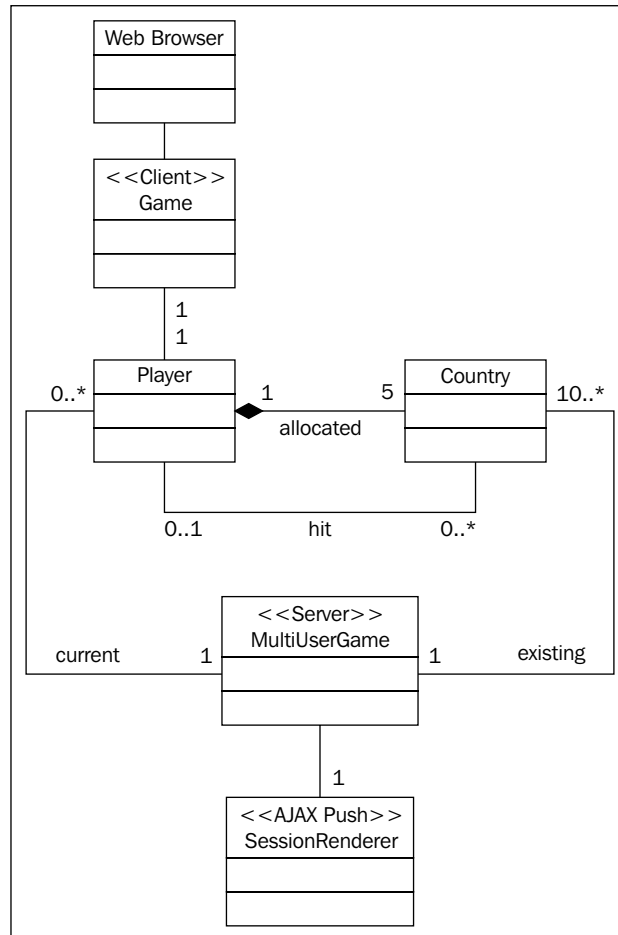 Web Browser
<<Client>>
Game
1
1
0..*
Player
1
5
Country
10..*
allocated
0..1
hit
0..*
<<Server>>
MultiUserGame
current
1
1
existing
1
<<AJAX Push>>
SessionRenderer